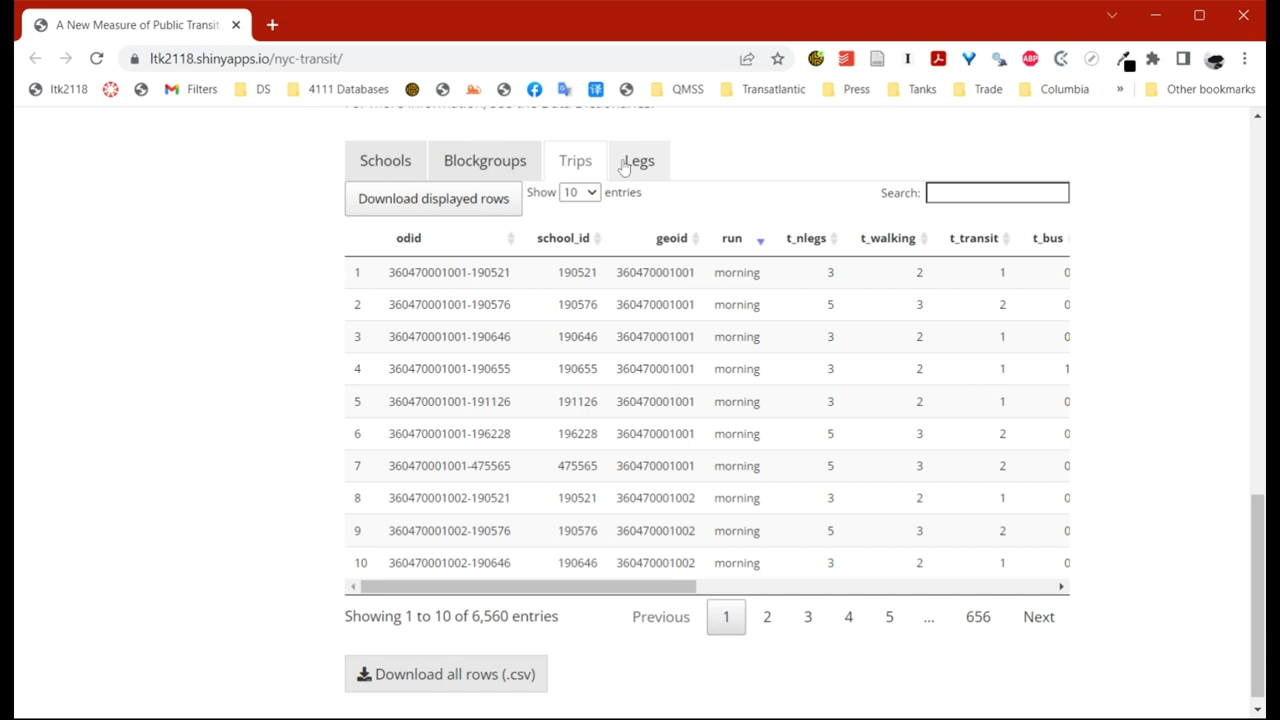 A New Measure of Public Transit
ltk2118.shinyapps.io/nyc-transit/
ltk2118 Filters DS 4111 Databases QMSS Transatlantic Press Tanks Trade Columbia » Other bookmarks
Schools Blockgroups Trips Legs
Download displayed rows Show 10 entries Search:
odid school_id geoid run t_nlegs t_walking t_transit t_bus
1 360470001001-190521 190521 360470001001 morning 3 2 1 0
2 360470001001-190576 190576 360470001001 morning 5 3 2 0
3 360470001001-190646 190646 360470001001 morning 3 2 1 0
4 360470001001-190655 190655 360470001001 morning 3 2 1 1
5 360470001001-191126 191126 360470001001 morning 3 2 1 0
6 360470001001-196228 196228 360470001001 morning 5 3 2 0
7 360470001001-475565 475565 360470001001 morning 5 3 2 0
8 360470001002-190521 190521 360470001002 morning 3 2 1 0
9 360470001002-190576 190576 360470001002 morning 5 3 2 0
10 360470001002-190646 190646 360470001002 morning 3 2 1 0
Showing 1 to 10 of 6,560 entries Previous 1 2 3 4 5 ... 656 Next
Download all rows (.csv)